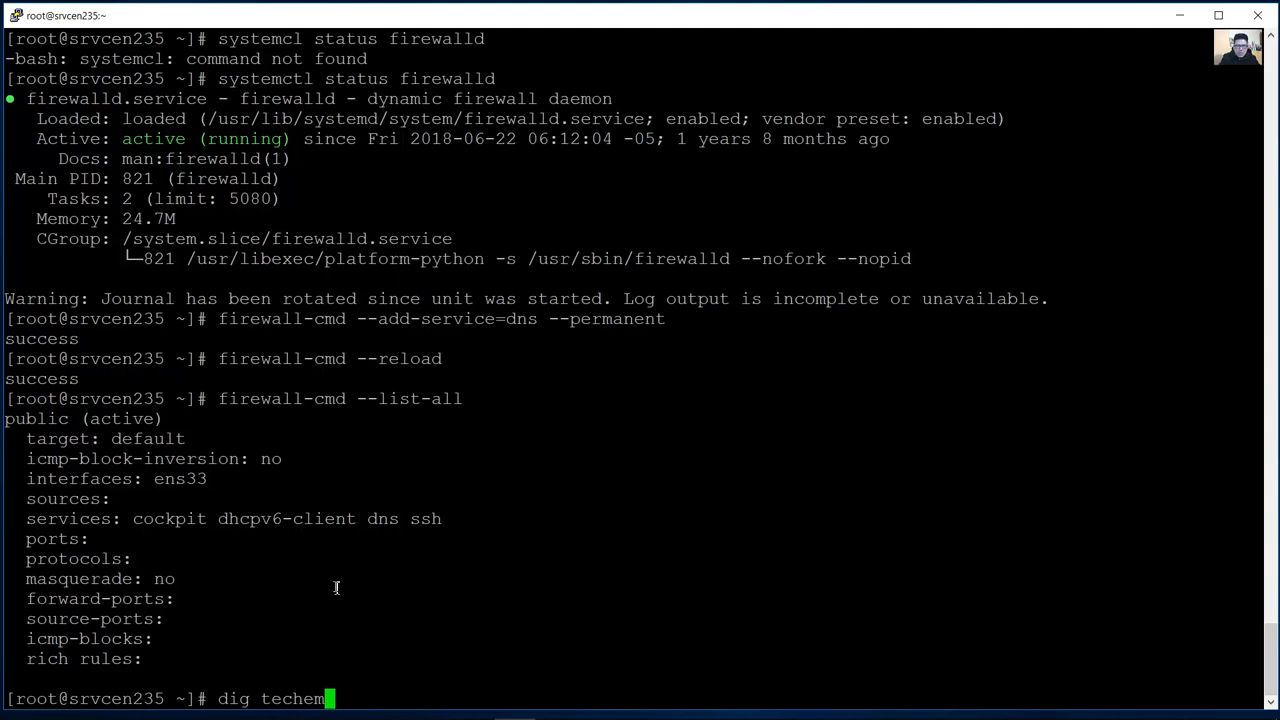 root@srvcen235:~
[root@srvcen235 ~]# systemcl status firewalld
-bash: systemcl: command not found
[root@srvcen235 ~]# systemctl status firewalld
● firewalld.service - firewalld - dynamic firewall daemon
Loaded: loaded (/usr/lib/systemd/system/firewalld.service; enabled; vendor preset: enabled)
Active: active (running) since Fri 2018-06-22 06:12:04 -05; 1 years 8 months ago
Docs: man:firewalld(1)
Main PID: 821 (firewalld)
Tasks: 2 (limit: 5080)
Memory: 24.7M
CGroup: /system.slice/firewalld.service
└─821 /usr/libexec/platform-python -s /usr/sbin/firewalld --nofork --nopid
Warning: Journal has been rotated since unit was started. Log output is incomplete or unavailable.
[root@srvcen235 ~]# firewall-cmd --add-service=dns --permanent
success
[root@srvcen235 ~]# firewall-cmd --reload
success
[root@srvcen235 ~]# firewall-cmd --list-all
public (active)
target: default
icmp-block-inversion: no
interfaces: ens33
sources:
services: cockpit dhcpv6-client dns ssh
ports:
protocols:
masquerade: no
forward-ports:
source-ports:
icmp-blocks:
rich rules:
[root@srvcen235 ~]# dig techem